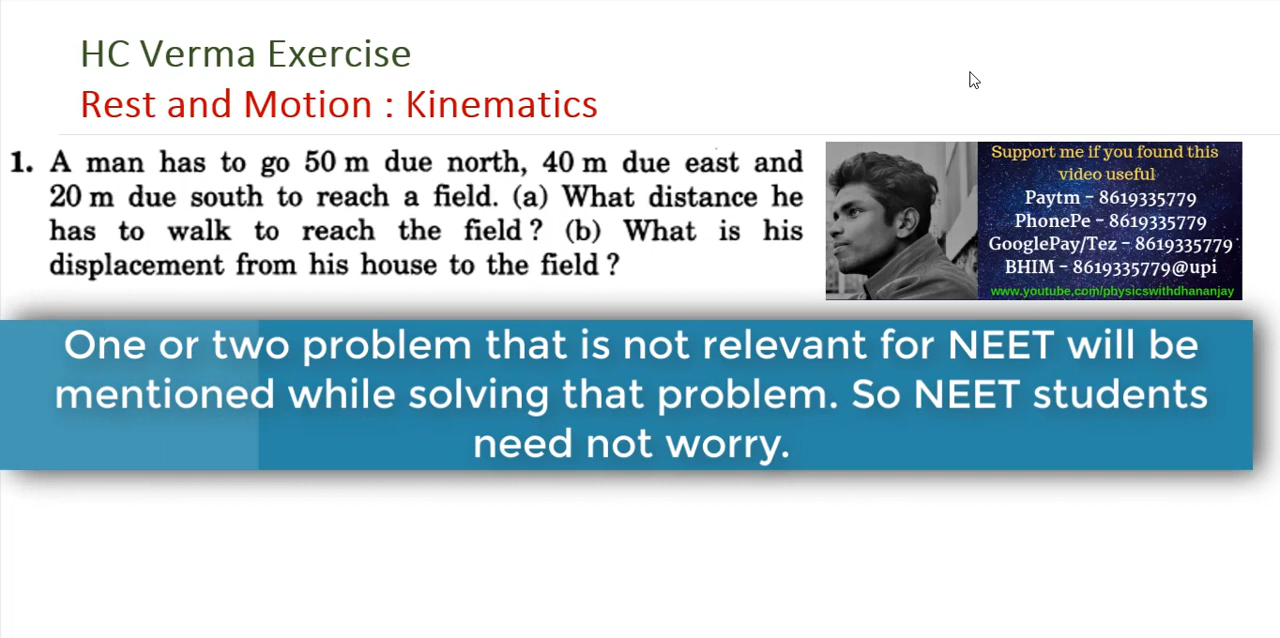 HC Verma Exercise
Rest and Motion : Kinematics
1. A man has to go 50 m due north, 40 m due east and
20 m due south to reach a field. (a) What distance he
has to walk to reach the field ? (b) What is his
displacement from his house to the field ?
Support me if you found this
video useful
Paytm - 8619335779
PhonePe - 8619335779
GooglePay/Tez - 8619335779
BHIM - 8619335779@upi
www.youtube.com/physicswithdhananjay
One or two problem that is not relevant for NEET will be
mentioned while solving that problem. So NEET students
need not worry.